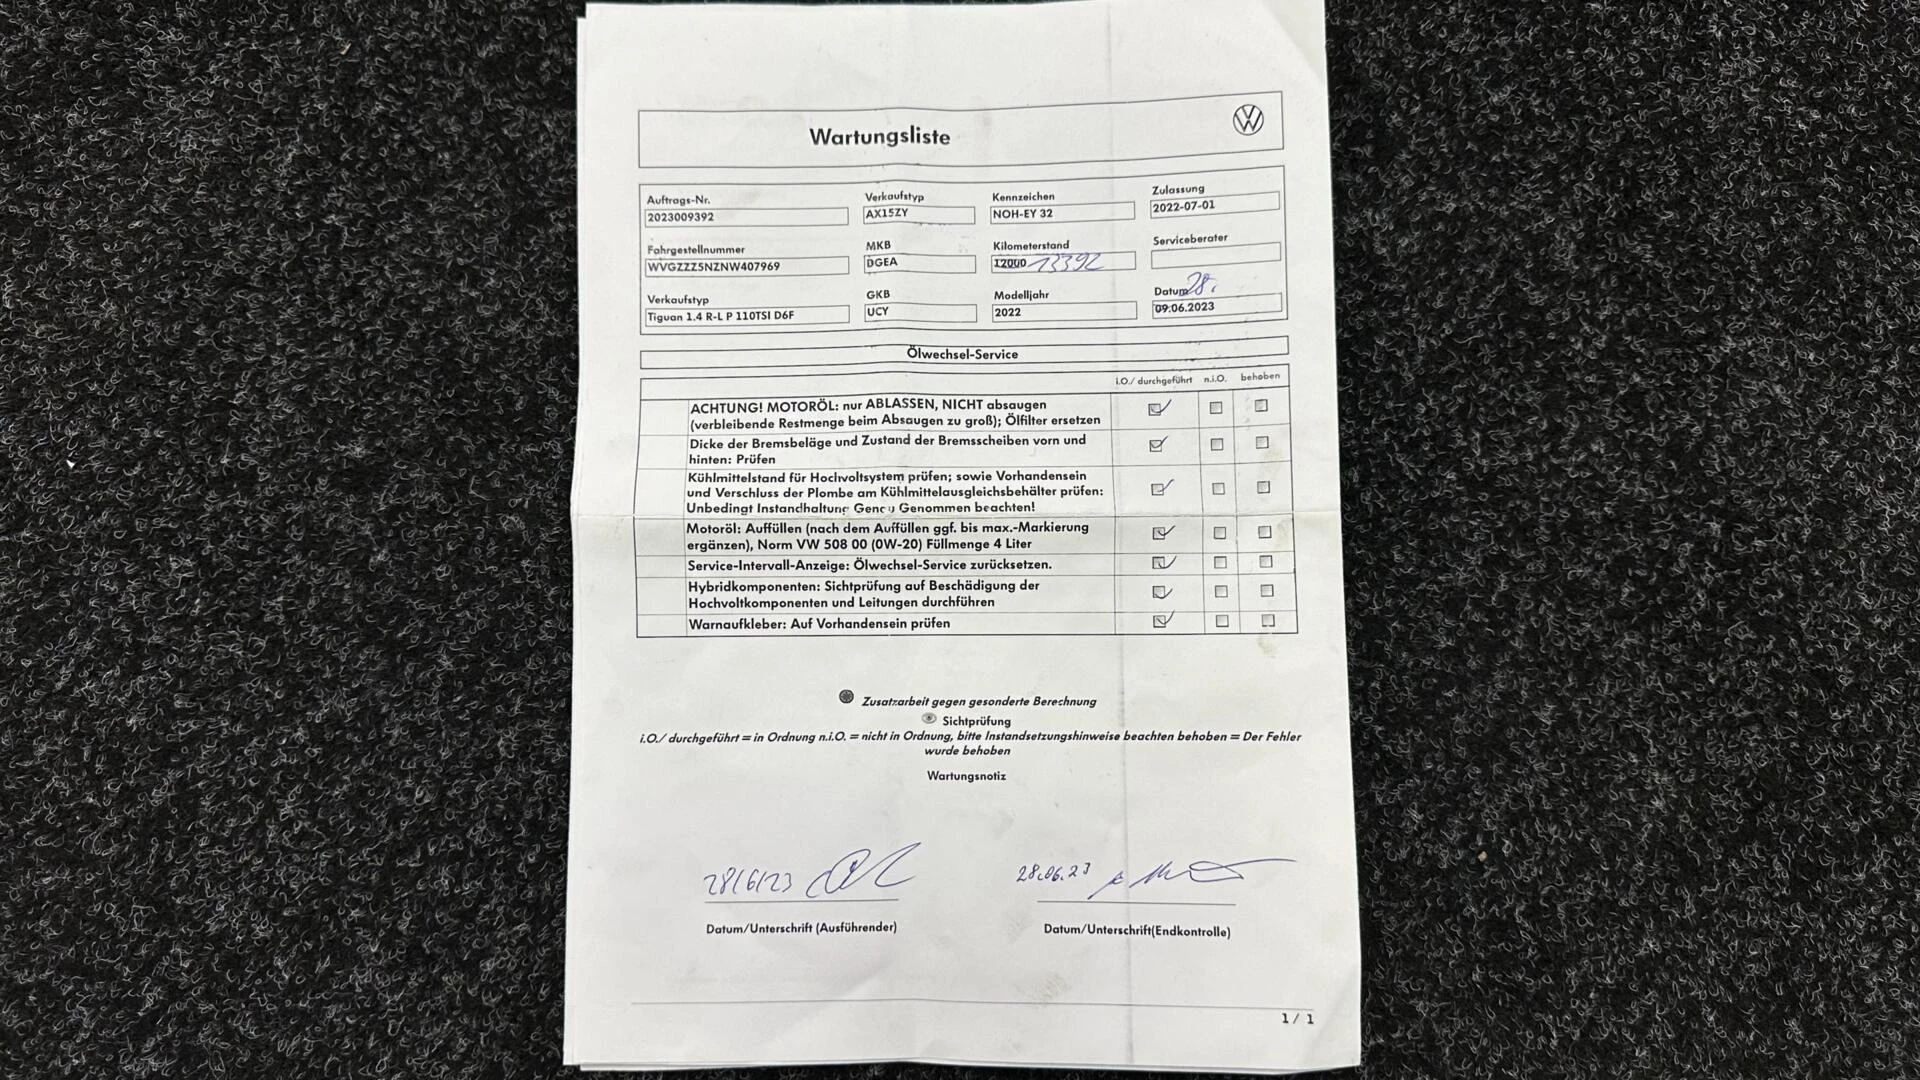 Wartungsliste
Auftrags-Nr. Verkaufstyp Kennzeichen Zulassung
2023009392 AX15ZY NOH-EY 32 2022-07-01
Fahrgestellnummer MKB Kilometerstand Serviceberater
WVGZZZ5NZNW407969 DGEA 12000 13392
Verkaufstyp GKB Modelljahr Datum 28.
Tiguan 1.4 R-L P 110TSI D6F UCY 2022 09.06.2023
Ölwechsel-Service
i.O./ durchgeführt n.i.O. behoben
ACHTUNG! MOTORÖL: nur ABLASSEN, NICHT absaugen
(verbleibende Restmenge beim Absaugen zu groß); Ölfilter ersetzen
Dicke der Bremsbeläge und Zustand der Bremsscheiben vorn und
hinten: Prüfen
Kühlmittelstand für Hochvoltsystem prüfen; sowie Vorhandensein
und Verschluss der Plombe am Kühlmittelausgleichsbehälter prüfen:
Unbedingt Instandhaltung Genau Genommen beachten!
Motoröl: Auffüllen (nach dem Auffüllen ggf. bis max.-Markierung
ergänzen), Norm VW 508 00 (0W-20) Füllmenge 4 Liter
Service-Intervall-Anzeige: Ölwechsel-Service zurücksetzen.
Hybridkomponenten: Sichtprüfung auf Beschädigung der
Hochvoltkomponenten und Leitungen durchführen
Warnaufkleber: Auf Vorhandensein prüfen
Zusatzarbeit gegen gesonderte Berechnung
Sichtprüfung
i.O./ durchgeführt = in Ordnung n.i.O. = nicht in Ordnung, bitte Instandsetzungshinweise beachten behoben = Der Fehler
wurde behoben
Wartungsnotiz
28/6/23 28.06.23
Datum/Unterschrift (Ausführender) Datum/Unterschrift(Endkontrolle)
1 / 1